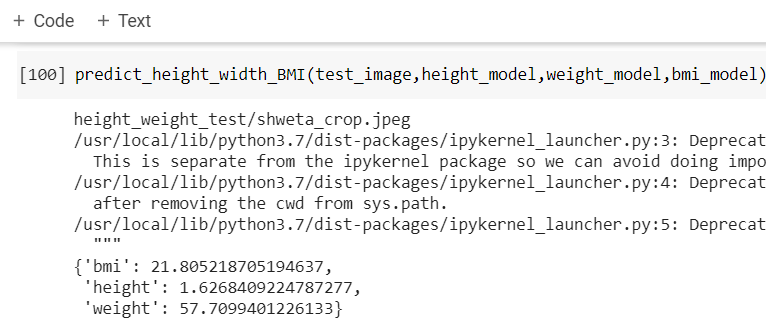 + Code + Text
[100] predict_height_width_BMI(test_image,height_model,weight_model,bmi_model)
height_weight_test/shweta_crop.jpeg
/usr/local/lib/python3.7/dist-packages/ipykernel_launcher.py:3: Deprecat
This is separate from the ipykernel package so we can avoid doing impo
/usr/local/lib/python3.7/dist-packages/ipykernel_launcher.py:4: Deprecat
after removing the cwd from sys.path.
/usr/local/lib/python3.7/dist-packages/ipykernel_launcher.py:5: Deprecat
"""
{'bmi': 21.805218705194637,
'height': 1.6268409224787277,
'weight': 57.7099401226133}